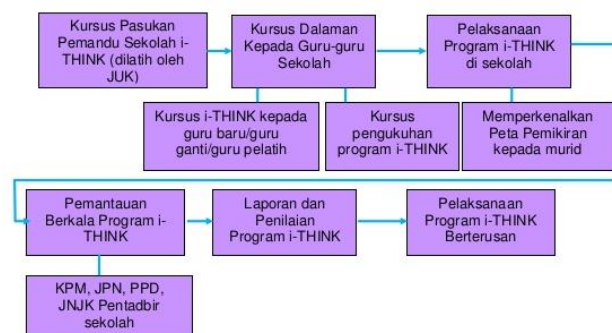 Kursus Pasukan
Pemandu Sekolah i-
THINK (dilatih oleh
JUK)
Kursus Dalaman
Kepada Guru-guru
Sekolah
Pelaksanaan
Program i-THINK
di sekolah
Kursus i-THINK kepada
guru baru/guru
ganti/guru pelatih
Kursus
pengukuhan
program i-THINK
Memperkenalkan
Peta Pemikiran
kepada murid
Pemantauan
Berkala Program i-
THINK
Laporan dan
Penilaian
Program i-THINK
Pelaksanaan
Program i-THINK
Berterusan
KPM, JPN, PPD,
JNJK Pentadbir
sekolah